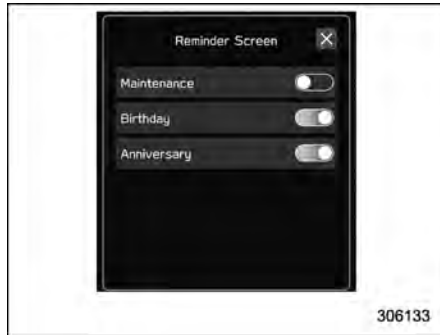 Reminder Screen
Maintenance
Birthday
Anniversary
306133